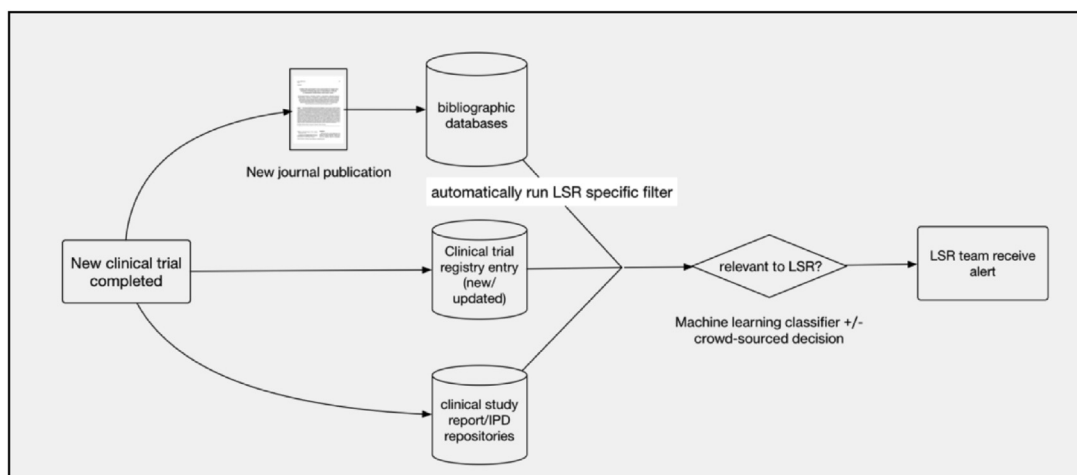 bibliographic
databases
New journal publication
automatically run LSR specific filter
New clinical trial
completed
Clinical trial
registry entry
(new/
updated)
relevant to LSR?
LSR team receive
alert
Machine learning classifier +/-
crowd-sourced decision
clinical study
report/IPD
repositories